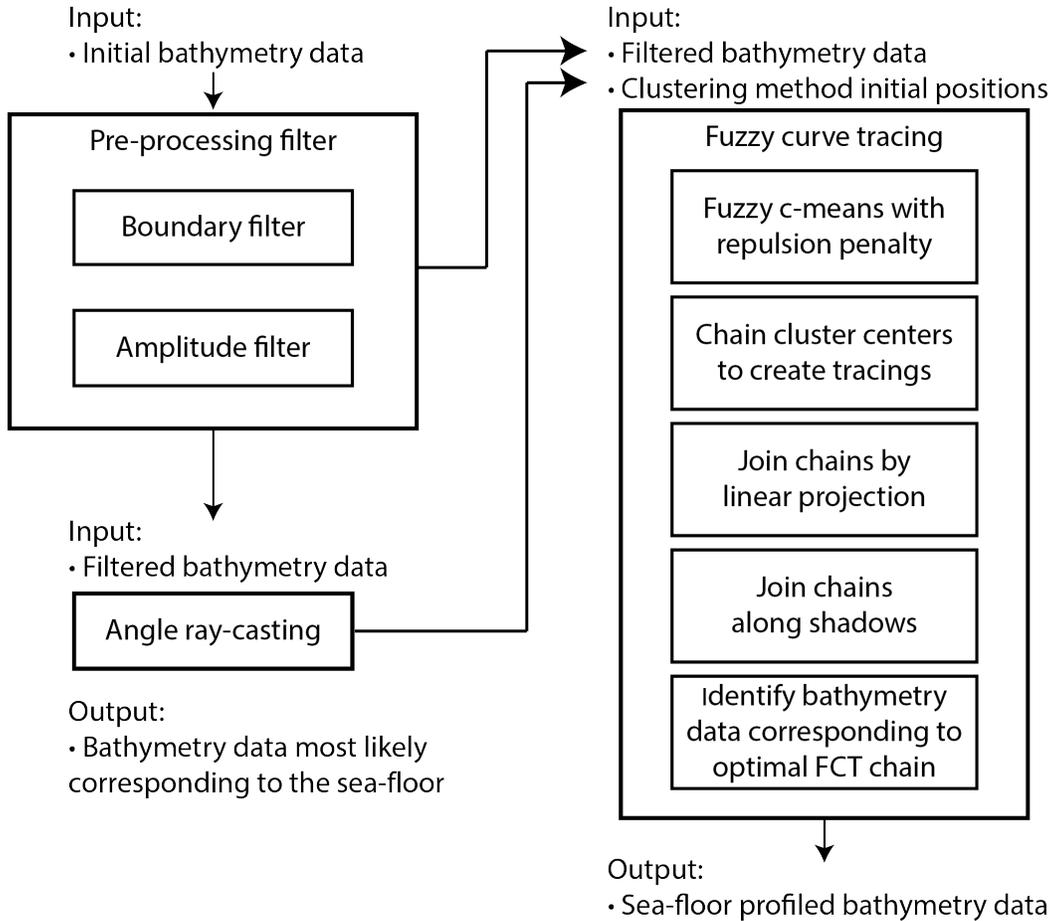 Input:
• Initial bathymetry data
Pre-processing filter
Boundary filter
Amplitude filter
Input:
• Filtered bathymetry data
Angle ray-casting
Output:
• Bathymetry data most likely
corresponding to the sea-floor
Input:
• Filtered bathymetry data
• Clustering method initial positions
Fuzzy curve tracing
Fuzzy c-means with
repulsion penalty
Chain cluster centers
to create tracings
Join chains by
linear projection
Join chains
along shadows
Identify bathymetry
data corresponding to
optimal FCT chain
Output:
• Sea-floor profiled bathymetry data